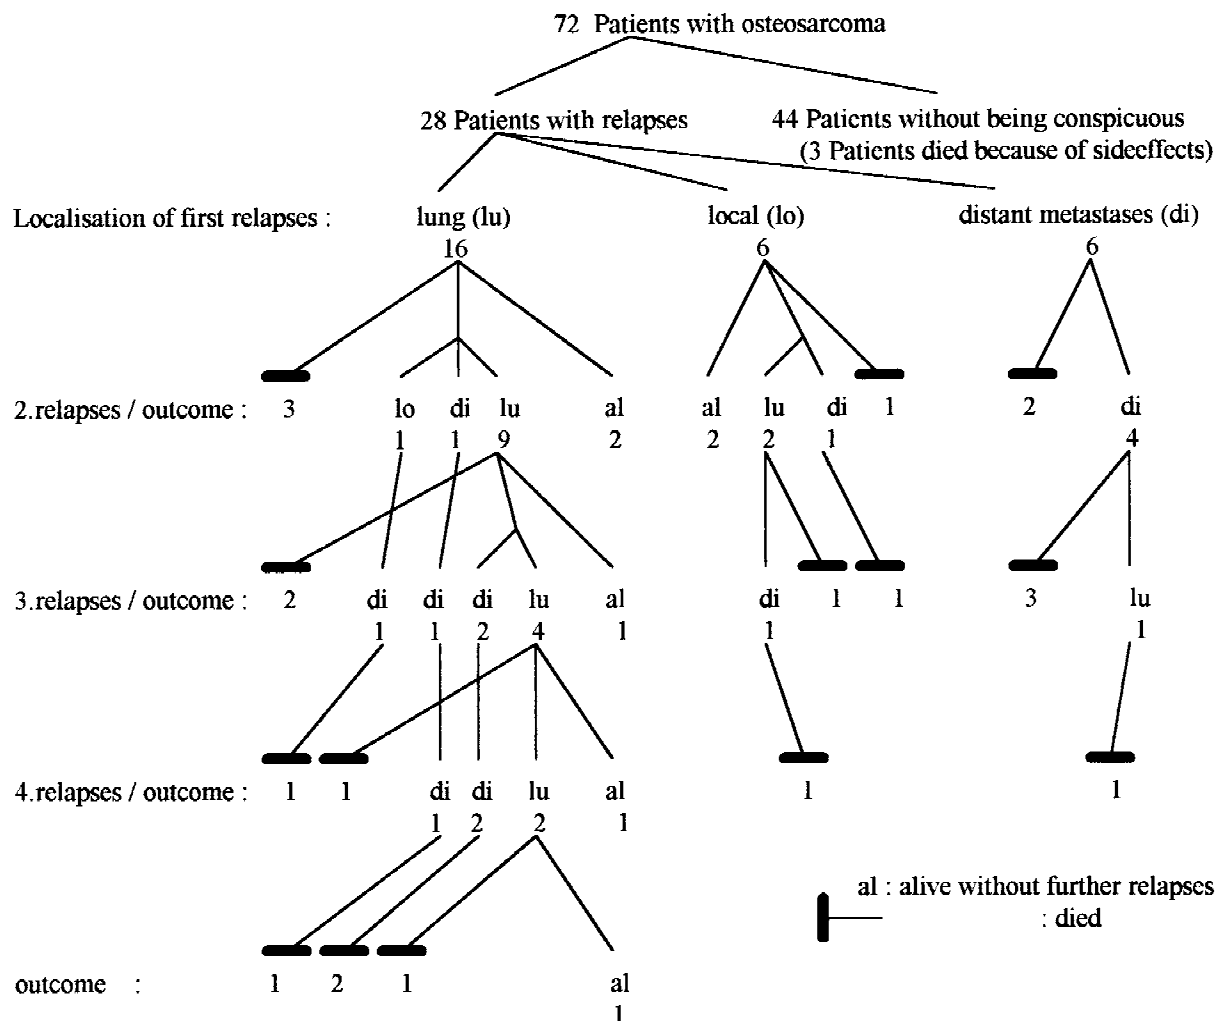 72 Patients with osteosarcoma
28 Patients with relapses 44 Patients without being conspicuous
(3 Patients died because of sideeffects)
Localisation of first relapses : lung (lu) local (lo) distant metastases (di)
16 6 6
2.relapses / outcome : 3 lo di lu al al lu di 1 2 di
1 1 9 2 2 2 1 4
3.relapses / outcome : 2 di di di lu al di 1 1 3 lu
1 1 2 4 1 1 1
4.relapses / outcome : 1 1 di di lu al 1 1
1 2 2 1
al : alive without further relapses
: died
outcome : 1 2 1 al
1